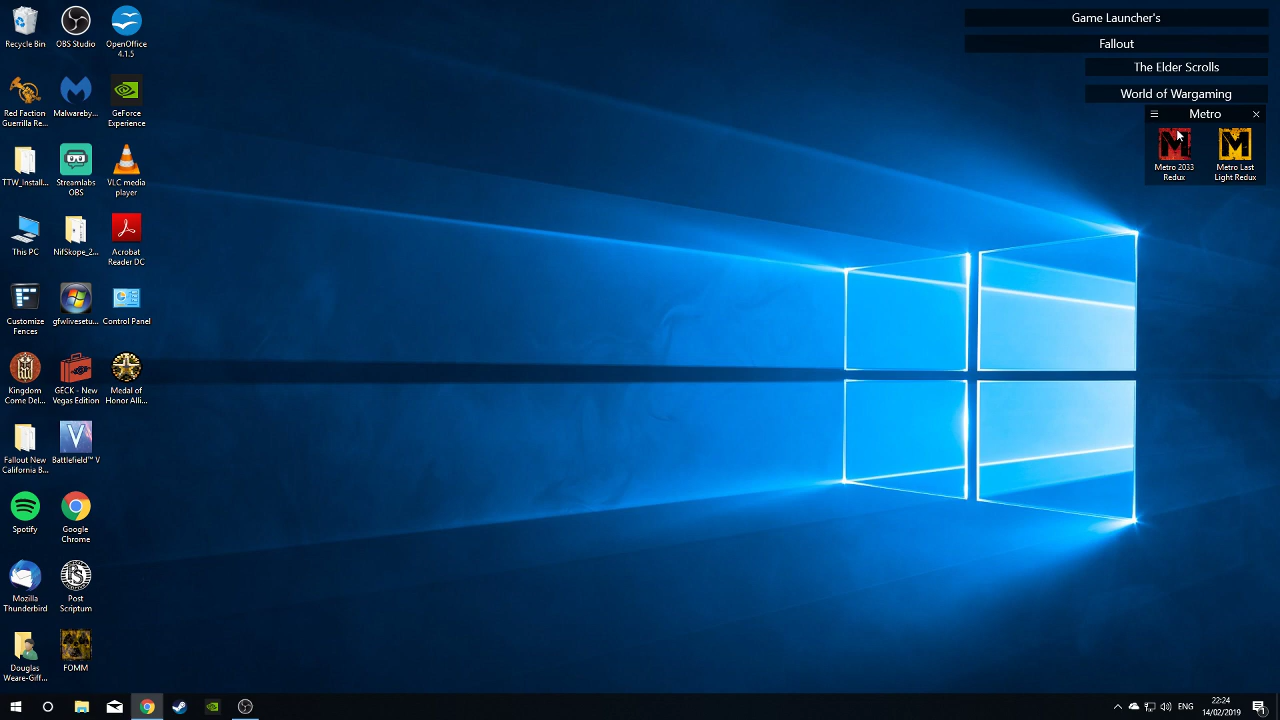 Recycle Bin
OBS Studio
OpenOffice
4.1.5
Red Faction
Guerrilla Re...
Malwareby...
GeForce
Experience
TTW_Install...
Streamlabs
OBS
VLC media
player
This PC
NifSkope_2...
Acrobat
Reader DC
Customize
Fences
gfwlivesetu...
Control Panel
Kingdom
Come Del...
GECK - New
Vegas Edition
Medal of
Honor Alli...
Fallout New
California B...
Battlefield™ V
Spotify
Google
Chrome
Mozilla
Thunderbird
Post
Scriptum
Douglas
Weare-Giff...
FOMM
Game Launcher's
Fallout
The Elder Scrolls
World of Wargaming
Metro
Metro 2033
Redux
Metro Last
Light Redux
ENG
22:24
14/02/2019
1